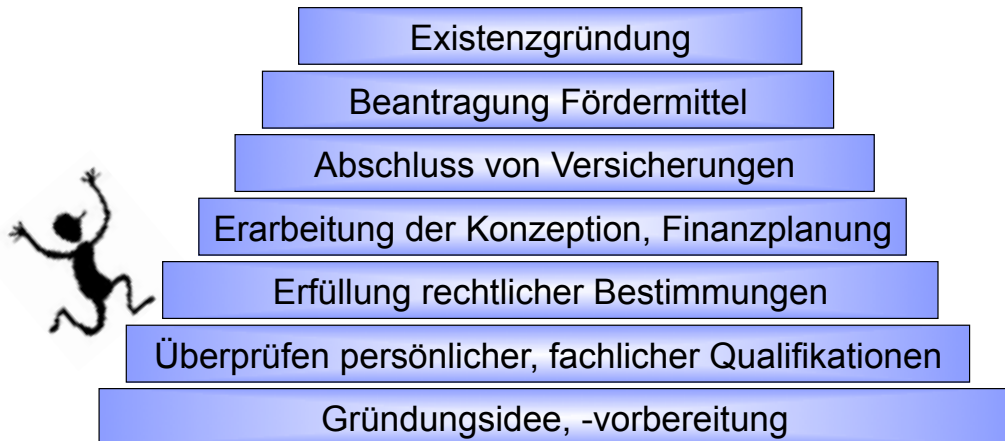 Existenzgründung
Beantragung Fördermittel
Abschluss von Versicherungen
Erarbeitung der Konzeption, Finanzplanung
Erfüllung rechtlicher Bestimmungen
Überprüfen persönlicher, fachlicher Qualifikationen
Gründungsidee, -vorbereitung